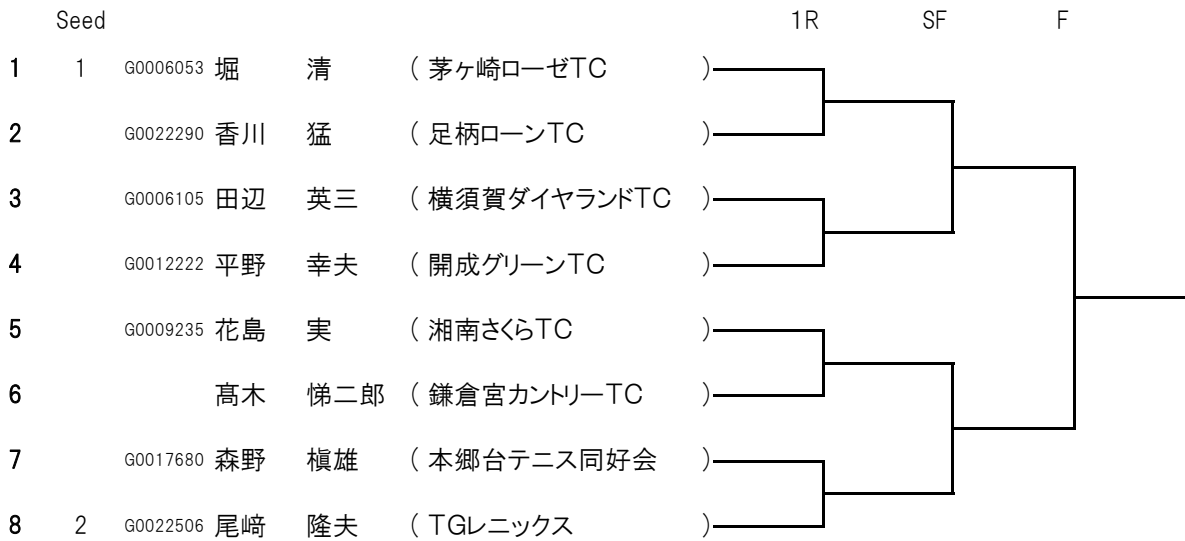 Seed 1R SF F
1 1 G0006053 堀 清 ( 茅ヶ崎ローゼTC )
2 G0022290 香川 猛 ( 足柄ローンTC )
3 G0006105 田辺 英三 ( 横須賀ダイヤランドTC )
4 G0012222 平野 幸夫 ( 開成グリーンTC )
5 G0009235 花島 実 ( 湘南さくらTC )
6 髙木 悌二郎 ( 鎌倉宮カントリーTC )
7 G0017680 森野 槇雄 ( 本郷台テニス同好会 )
8 2 G0022506 尾﨑 隆夫 ( TGレニックス )